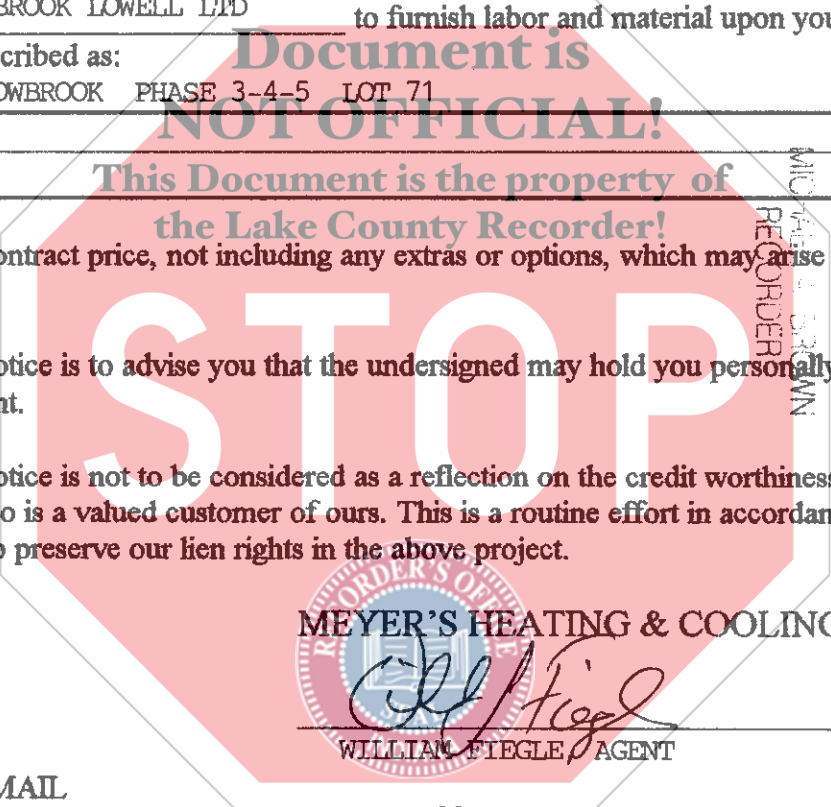 BROOK LOWELL LTD to furnish labor and material upon you
cribed as:
Document is
OWBROOK PHASE 3-4-5 LOT 71
NOT OFFICIAL!
This Document is the property of
the Lake County Recorder!
ontract price, not including any extras or options, which may arise
RECORDER
BROWN
STOP
otice is to advise you that the undersigned may hold you personally
nt.
otice is not to be considered as a reflection on the credit worthiness
o is a valued customer of ours. This is a routine effort in accordan
o preserve our lien rights in the above project.
RECORDER'S OFFICE
SEAL
MEYER'S HEATING & COOLING
WILLIAM FIEGLE, AGENT
MAIL